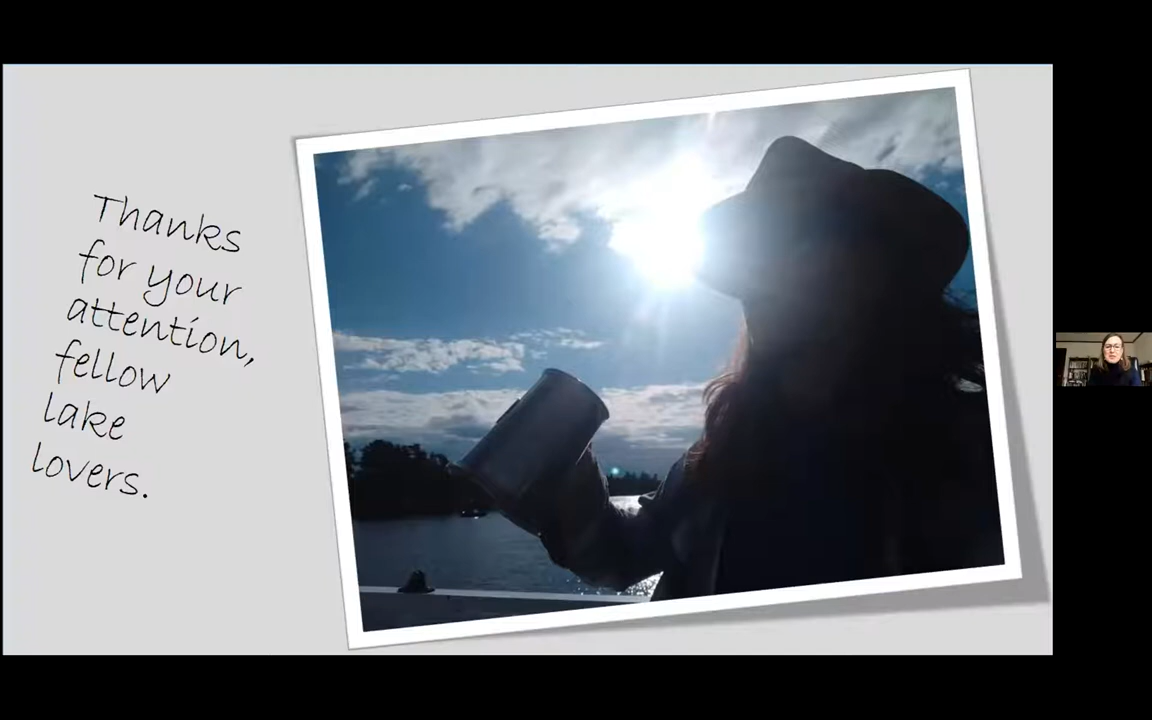 Thanks
for your
attention,
fellow
lake
lovers.